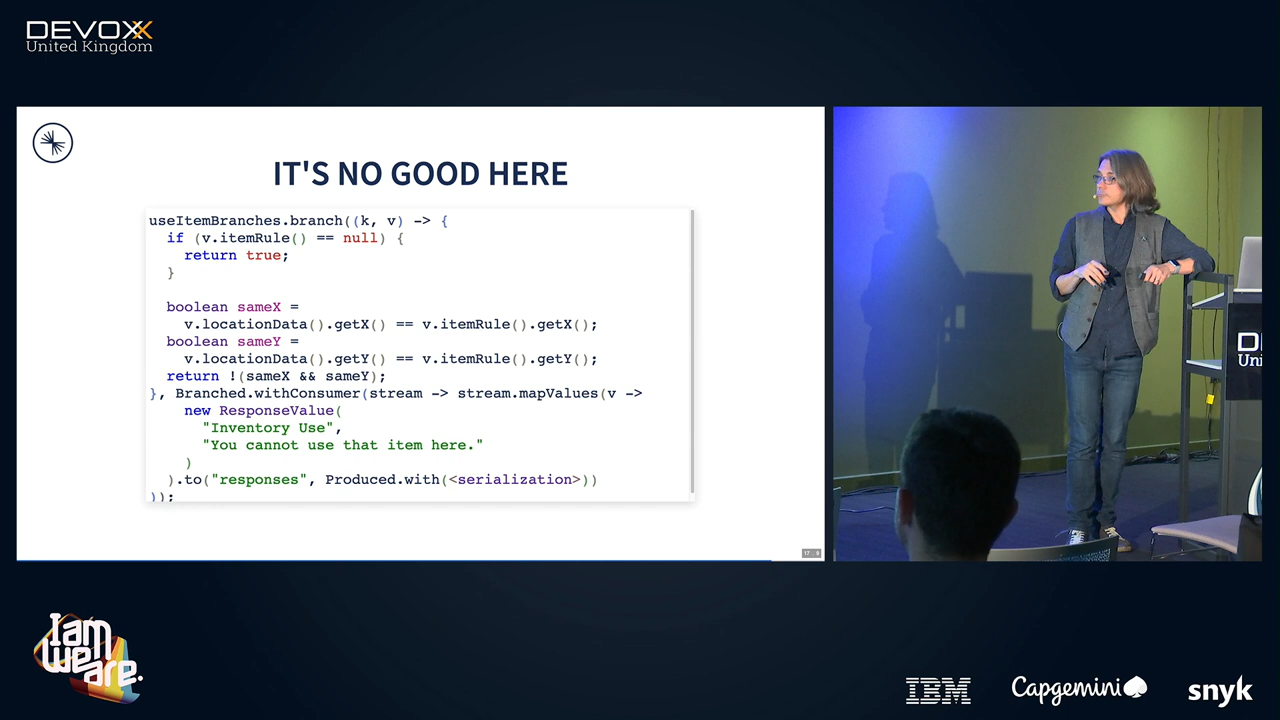 DEVOXX
United Kingdom
IT'S NO GOOD HERE
useItemBranches.branch((k, v) -> {
  if (v.itemRule() == null) {
    return true;
  }

  boolean sameX =
    v.locationData().getX() == v.itemRule().getX();
  boolean sameY =
    v.locationData().getY() == v.itemRule().getY();
  return !(sameX && sameY);
}, Branched.withConsumer(stream -> stream.mapValues(v ->
    new ResponseValue(
      "Inventory Use",
      "You cannot use that item here."
    )
  ).to("responses", Produced.with(<serialization>))
));
D
Uni
I am
We are.
IBM
Capgemini
snyk